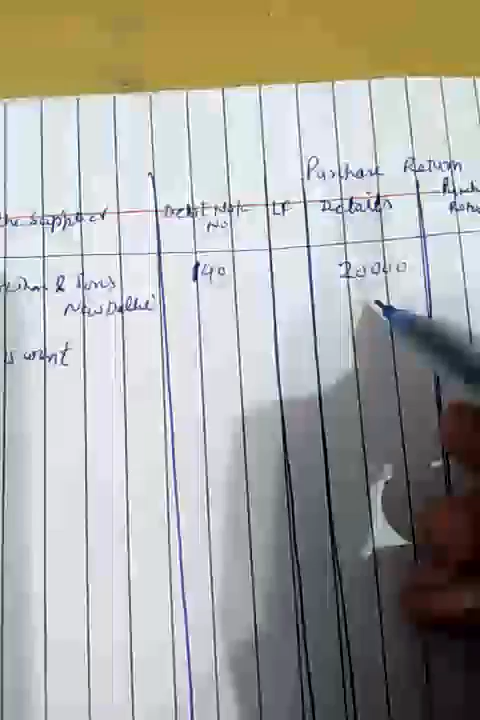 Purchase Return
the Supplier Debit Note No LF Details
& Sons 140 20000
New Delhi